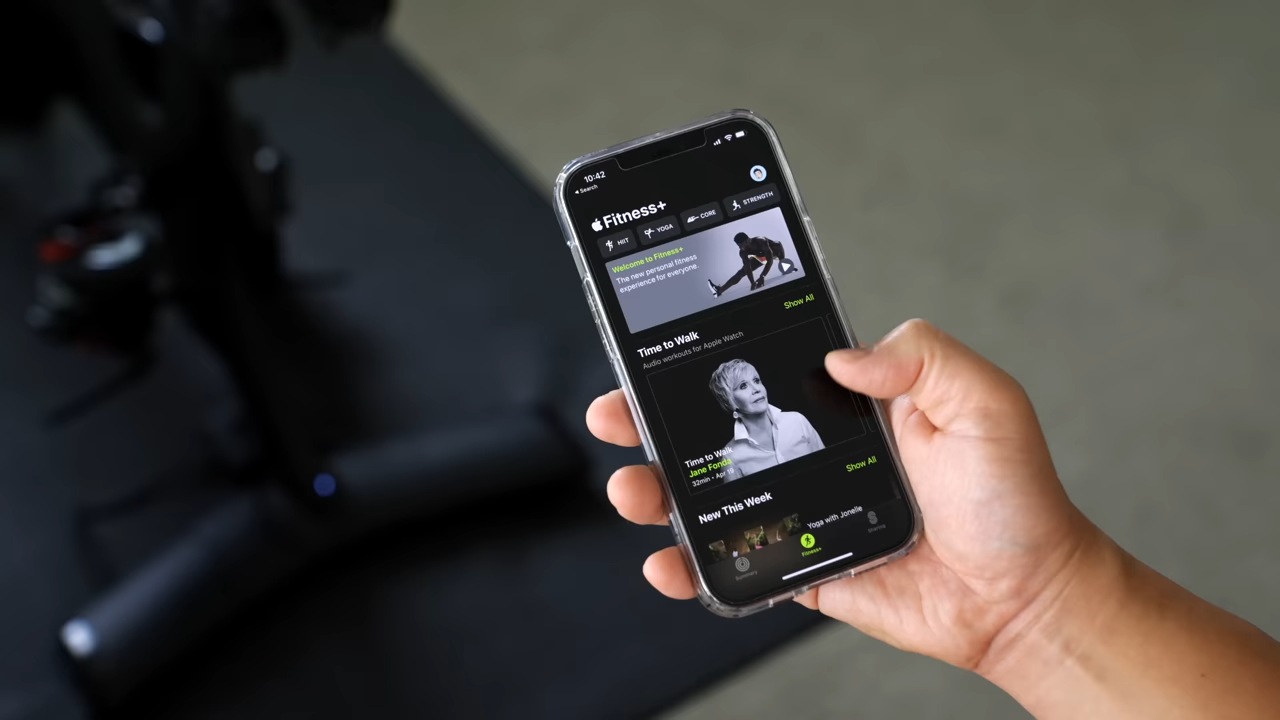 10:42
◄ Search
Fitness+
HIIT
YOGA
CORE
STRENGTH
Welcome to Fitness+
The new personal fitness
experience for everyone.
Show All
Time to Walk
Audio workouts for Apple Watch
Time to Walk
Jane Fonda
32min • Apr 19
Show All
New This Week
Yoga with Jonelle
Summary
Fitness+
Sharing